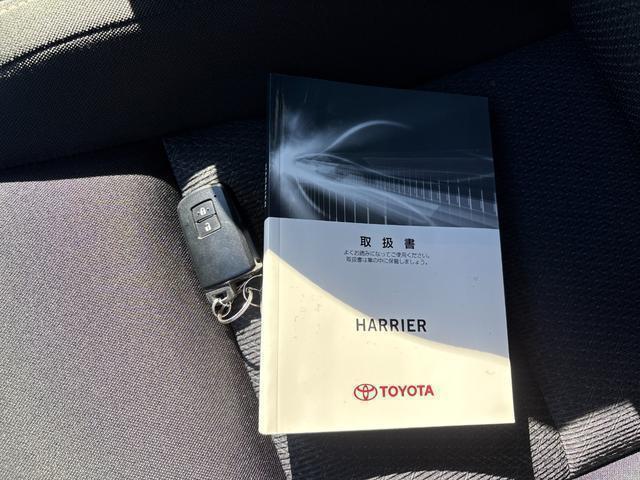 取扱書
よくお読みになってご使用ください。
取扱書は車の中に保管しましょう。
HARRIER
TOYOTA